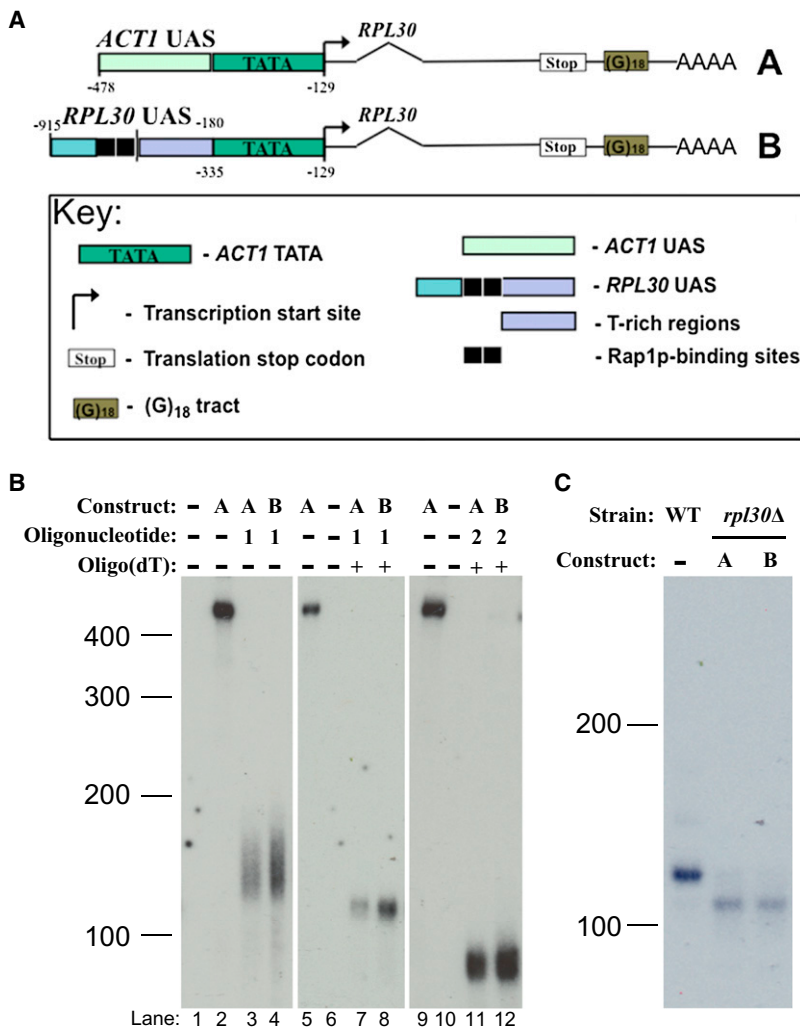 A
ACT1 UAS
RPL30
TATA
Stop
(G)18
AAAA
A
-478
-129
-915
RPL30 UAS
-180
RPL30
TATA
Stop
(G)18
AAAA
B
-335
-129
Key:
TATA
- ACT1 TATA
- ACT1 UAS
- RPL30 UAS
- Transcription start site
- T-rich regions
Stop
- Translation stop codon
- Rap1p-binding sites
(G)18
- (G)18 tract
B
Construct: - A A B A - A B A - A B
Oligonucleotide: - - 1 1 - - 1 1 - - 2 2
Oligo(dT): - - - - - - + + - - + +
400
300
200
100
Lane: 1 2 3 4 5 6 7 8 9 10 11 12
C
Strain: WT rpl30Δ
Construct: - A B
200
100